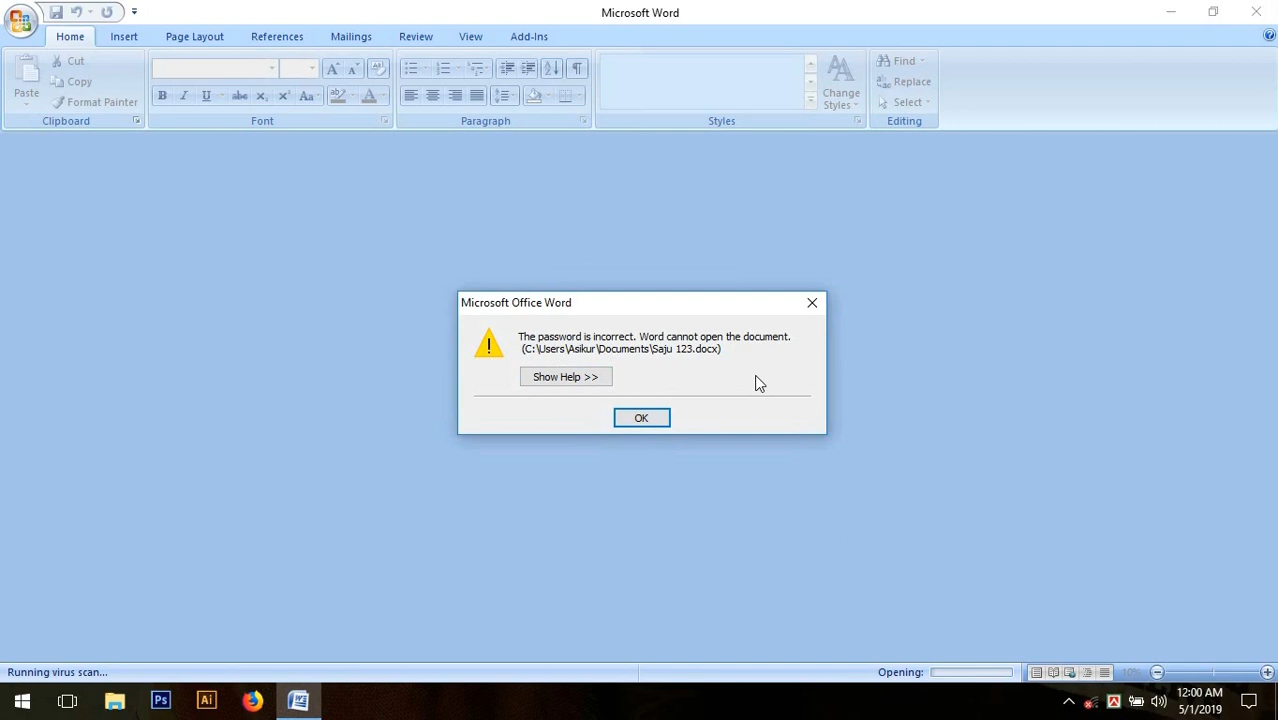 Microsoft Word
Home Insert Page Layout References Mailings Review View Add-Ins
Cut
Copy
Format Painter
Paste
Clipboard
Font
Paragraph
Change
Styles
Styles
Find
Replace
Select
Editing
Microsoft Office Word
The password is incorrect. Word cannot open the document.
(C:\Users\Asikur\Documents\Saju 123.docx)
Show Help >>
OK
Running virus scan...
Opening:
10%
Ps
Ai
12:00 AM
5/1/2019